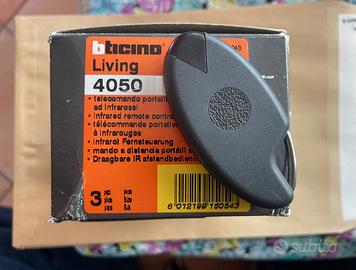 bticino
Living
4050
• telecomando portatile
ad infrarossi
• infrared remote control
• télécommande portative
à infrarouges
• infrarot Fernsteuerung
• mando a distancia portátil a
• Draagbare IR afstandbedienin
3
8 012199 150543
subito